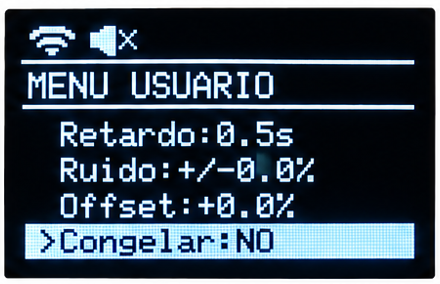 MENU USUARIO
Retardo:0.5s
Ruido:+/-0.0%
Offset:+0.0%
>Congelar:NO